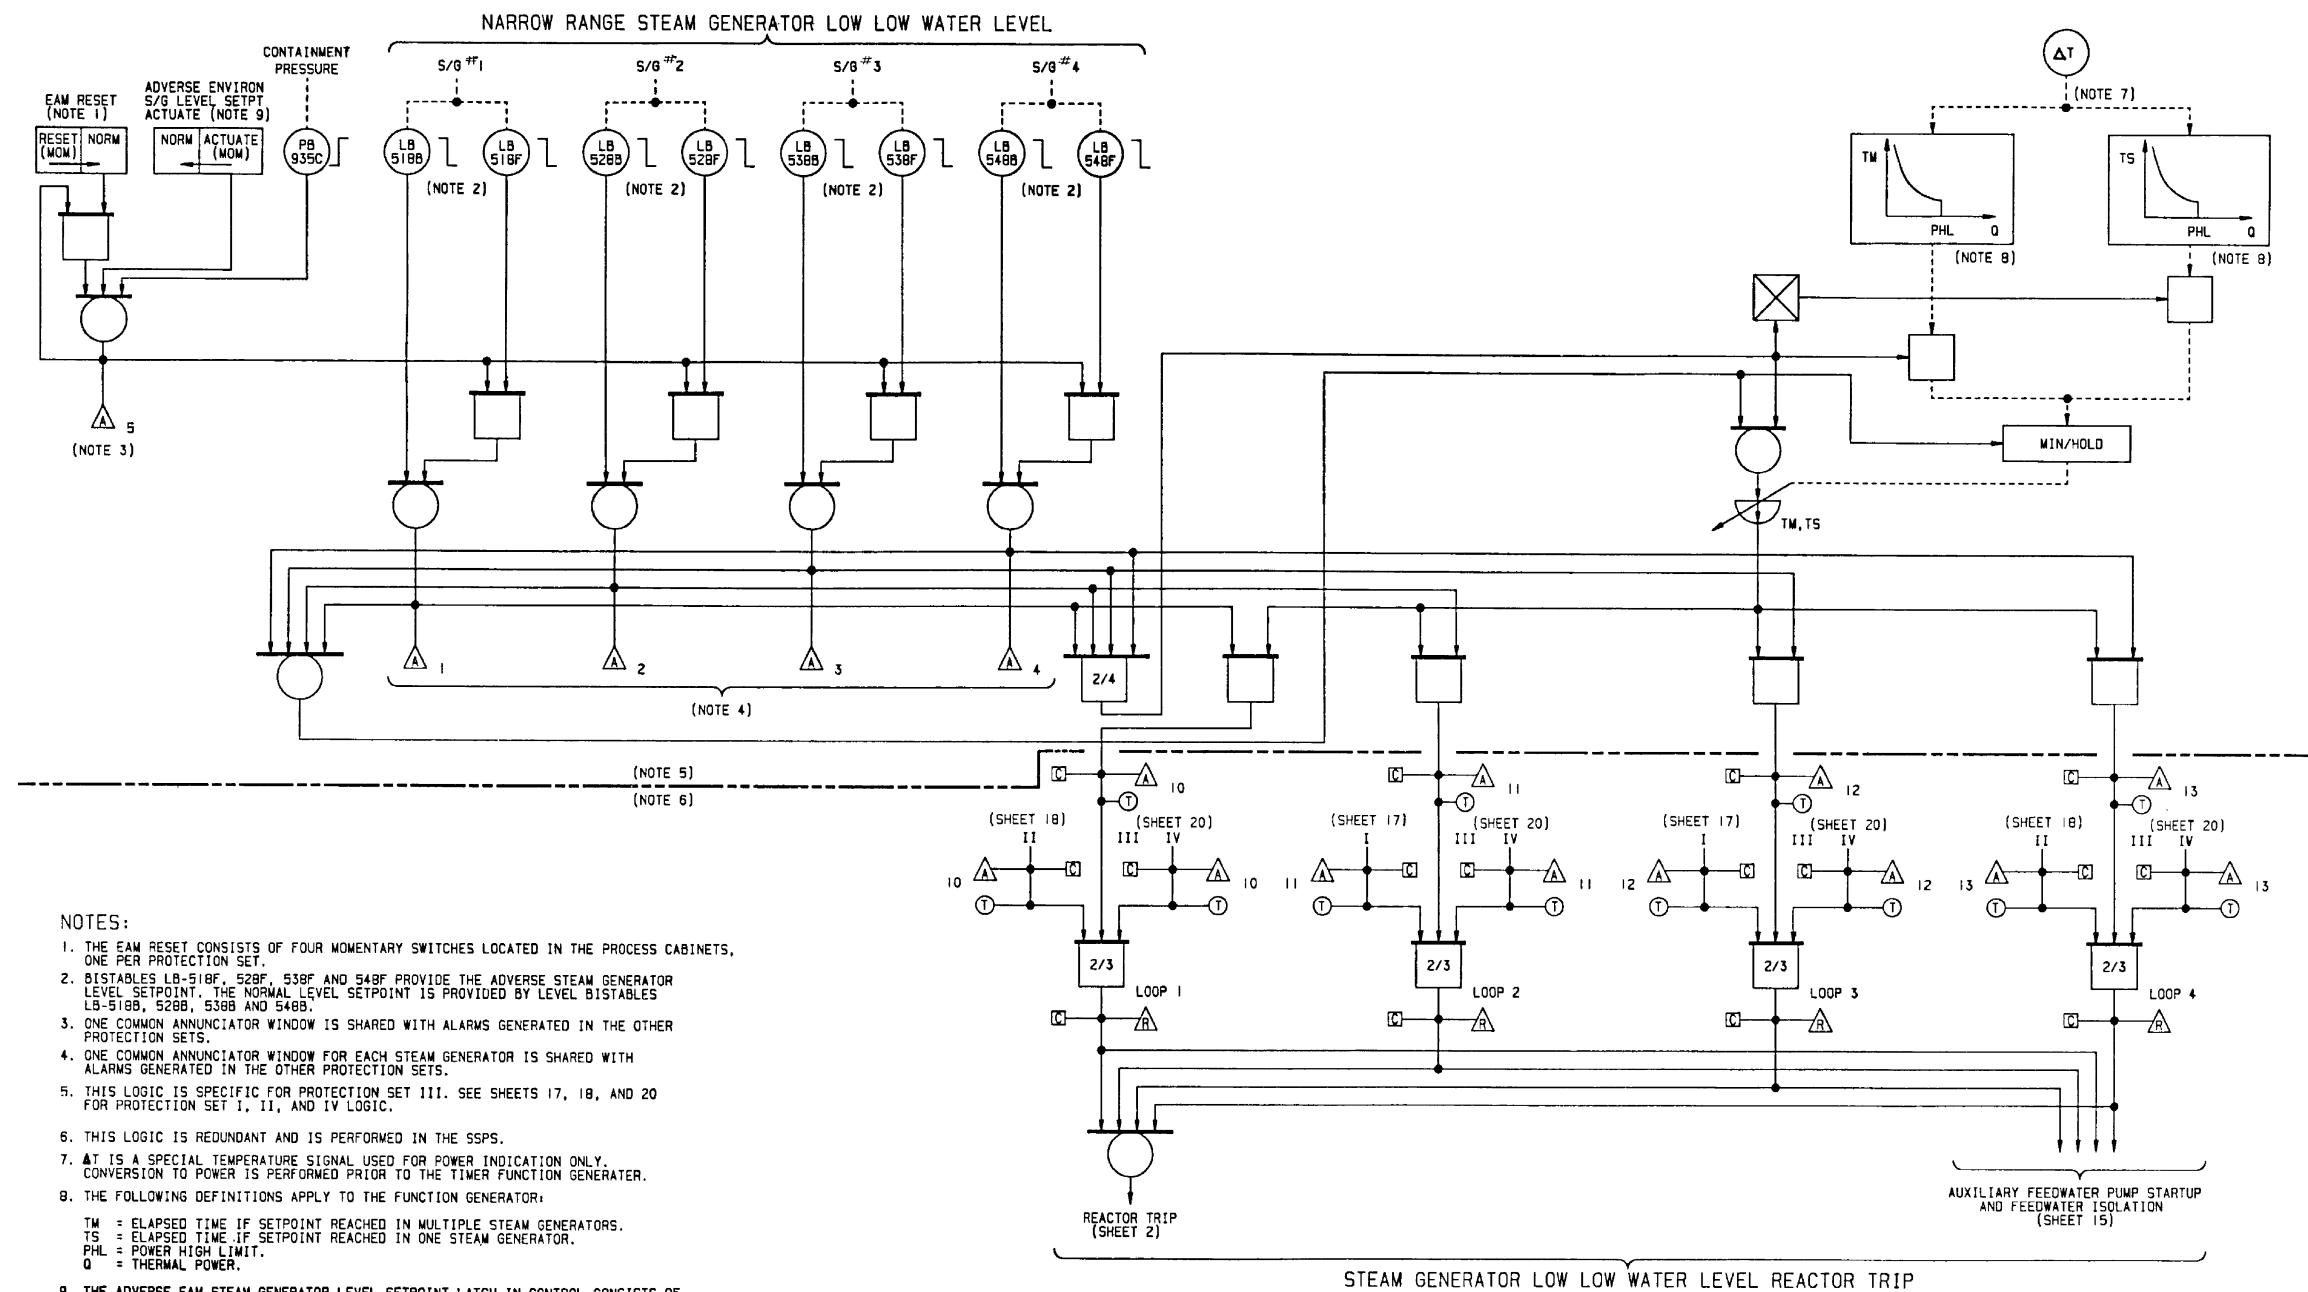 NARROW RANGE STEAM GENERATOR LOW LOW WATER LEVEL
CONTAINMENT
PRESSURE
S/G #1
S/G #2
S/G #3
S/G #4
ΔT
(NOTE 7)
EAM RESET
(NOTE 1)
ADVERSE ENVIRON
S/G LEVEL SETPT
ACTUATE (NOTE 9)
RESET
(MOM)
NORM
NORM
ACTUATE
(MOM)
PB
935C
LB
518B
LB
518F
LB
528B
LB
528F
LB
538B
LB
538F
LB
548B
LB
548F
(NOTE 2)
(NOTE 2)
(NOTE 2)
(NOTE 2)
TM
PHL
Q
(NOTE 8)
TS
PHL
Q
(NOTE 8)
A
5
(NOTE 3)
MIN/HOLD
TM, TS
A
1
A
2
A
3
A
4
(NOTE 4)
2/4
(NOTE 5)
(NOTE 6)
C
A
10
T
C
A
11
T
C
A
12
T
C
A
13
T
(SHEET 18)
II
III
(SHEET 20)
IV
(SHEET 17)
I
III
(SHEET 20)
IV
(SHEET 17)
I
III
(SHEET 20)
IV
(SHEET 18)
II
III
(SHEET 20)
IV
10
A
C
C
A
10
11
A
C
C
A
11
12
A
C
C
A
12
13
A
C
C
A
13
T
T
T
T
T
T
T
T
2/3
LOOP 1
2/3
LOOP 2
2/3
LOOP 3
2/3
LOOP 4
C
R
C
R
C
R
C
R
REACTOR TRIP
(SHEET 2)
AUXILIARY FEEDWATER PUMP STARTUP
AND FEEDWATER ISOLATION
(SHEET 15)
STEAM GENERATOR LOW LOW WATER LEVEL REACTOR TRIP
NOTES:
1. THE EAM RESET CONSISTS OF FOUR MOMENTARY SWITCHES LOCATED IN THE PROCESS CABINETS,
ONE PER PROTECTION SET.
2. BISTABLES LB-518F, 528F, 538F AND 548F PROVIDE THE ADVERSE STEAM GENERATOR
LEVEL SETPOINT. THE NORMAL LEVEL SETPOINT IS PROVIDED BY LEVEL BISTABLES
LB-518B, 528B, 538B AND 548B.
3. ONE COMMON ANNUNCIATOR WINDOW IS SHARED WITH ALARMS GENERATED IN THE OTHER
PROTECTION SETS.
4. ONE COMMON ANNUNCIATOR WINDOW FOR EACH STEAM GENERATOR IS SHARED WITH
ALARMS GENERATED IN THE OTHER PROTECTION SETS.
5. THIS LOGIC IS SPECIFIC FOR PROTECTION SET III. SEE SHEETS 17, 18, AND 20
FOR PROTECTION SET I, II, AND IV LOGIC.
6. THIS LOGIC IS REDUNDANT AND IS PERFORMED IN THE SSPS.
7. ΔT IS A SPECIAL TEMPERATURE SIGNAL USED FOR POWER INDICATION ONLY.
CONVERSION TO POWER IS PERFORMED PRIOR TO THE TIMER FUNCTION GENERATER.
8. THE FOLLOWING DEFINITIONS APPLY TO THE FUNCTION GENERATOR:
TM = ELAPSED TIME IF SETPOINT REACHED IN MULTIPLE STEAM GENERATORS.
TS = ELAPSED TIME IF SETPOINT REACHED IN ONE STEAM GENERATOR.
PHL = POWER HIGH LIMIT.
Q = THERMAL POWER.
9. THE ADVERSE EAM STEAM GENERATOR LEVEL SETPOINT LATCH IN CONTROL CONSISTS OF